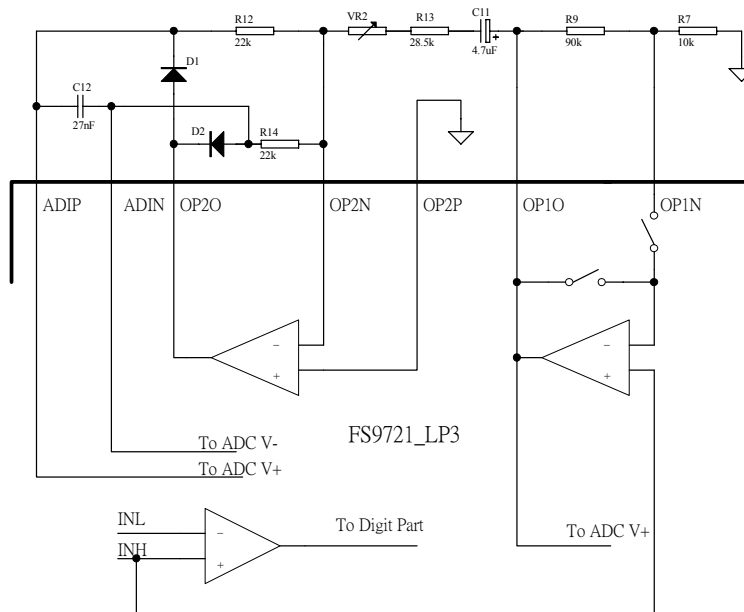 R12
22k
VR2
R13
28.5k
C11
4.7uF
+
R9
90k
R7
10k
D1
C12
27nF
D2
R14
22k
ADIP
ADIN
OP2O
OP2N
OP2P
OP1O
OP1N
−
+
−
+
FS9721_LP3
To ADC V-
To ADC V+
INL
INH
−
+
To Digit Part
To ADC V+